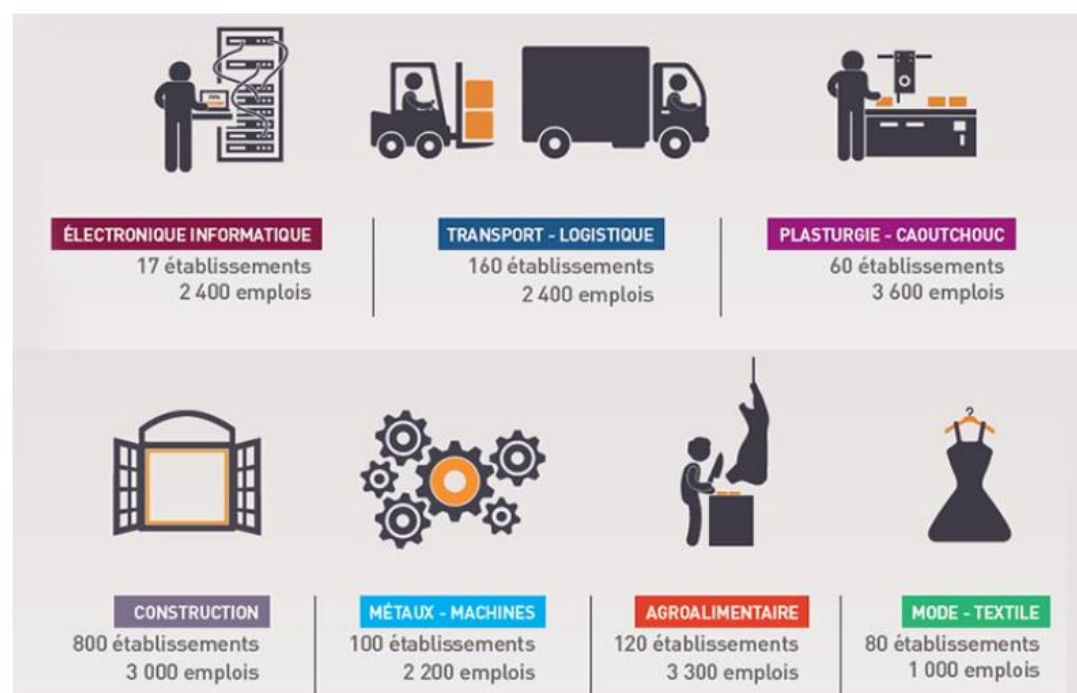 ÉLECTRONIQUE INFORMATIQUE
17 établissements
2 400 emplois
TRANSPORT - LOGISTIQUE
160 établissements
2 400 emplois
PLASTURGIE - CAOUTCHOUC
60 établissements
3 600 emplois
CONSTRUCTION
800 établissements
3 000 emplois
MÉTAUX - MACHINES
100 établissements
2 200 emplois
AGROALIMENTAIRE
120 établissements
3 300 emplois
MODE - TEXTILE
80 établissements
1 000 emplois